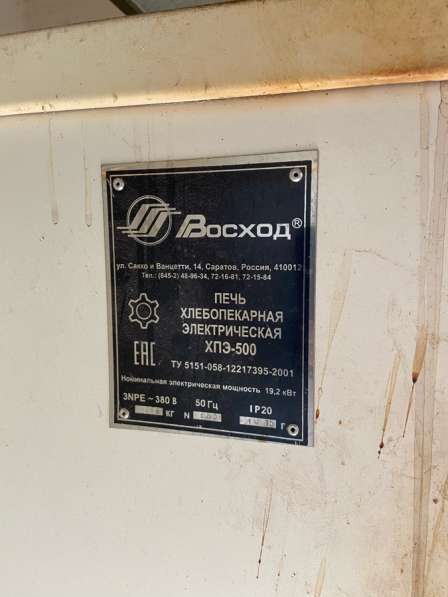 Восход®
ул. Сакко и Ванцетти, 14, Саратов, Россия, 410012
Тел.: (845-2) 48-96-34, 72-16-81, 72-15-84
ПЕЧЬ
ХЛЕБОПЕКАРНАЯ
ЭЛЕКТРИЧЕСКАЯ
ХПЭ-500
ЕАС
ТУ 5151-058-12217395-2001
Номинальная электрическая мощность 19,2 кВт
3NPE ~ 380 В 50 Гц IP20
кг N г